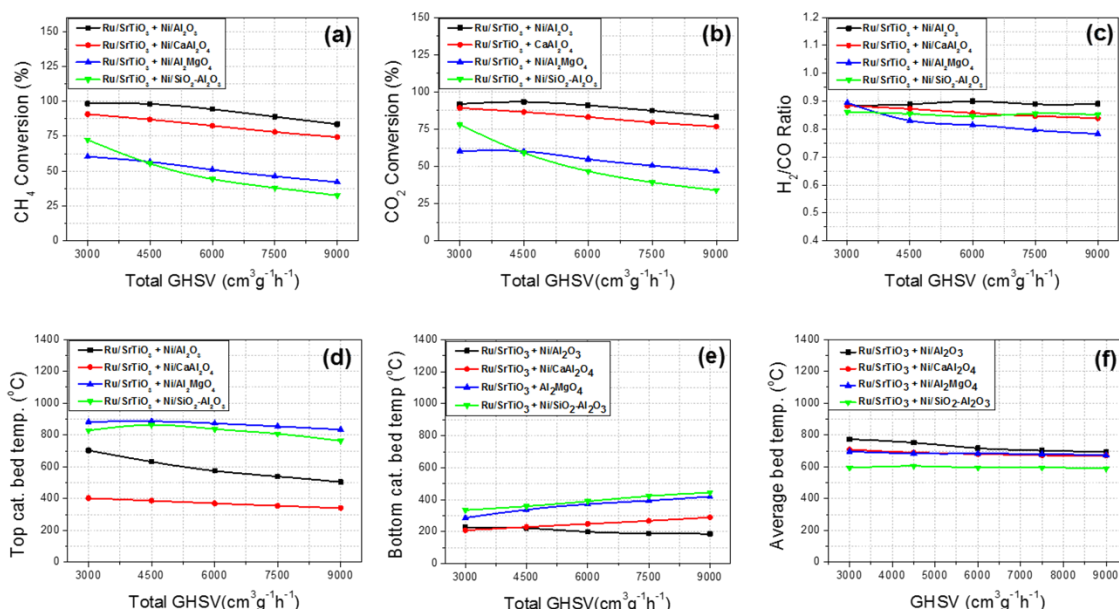 (a)
Ru/SrTiO3 + Ni/Al2O3
Ru/SrTiO3 + Ni/CaAl2O4
Ru/SrTiO3 + Ni/Al2MgO4
Ru/SrTiO3 + Ni/SiO2-Al2O3
CH4 Conversion (%)
150
125
100
75
50
25
0
3000 4500 6000 7500 9000
Total GHSV (cm3g-1h-1)
(b)
Ru/SrTiO3 + Ni/Al2O3
Ru/SrTiO3 + CaAl2O4
Ru/SrTiO3 + Ni/Al2MgO4
Ru/SrTiO3 + Ni/SiO2-Al2O3
CO2 Conversion (%)
150
125
100
75
50
25
0
3000 4500 6000 7500 9000
Total GHSV (cm3g-1h-1)
(c)
Ru/SrTiO3 + Ni/Al2O3
Ru/SrTiO3 + Ni/CaAl2O4
Ru/SrTiO3 + Ni/Al2MgO4
Ru/SrTiO3 + Ni/SiO2-Al2O3
H2/CO Ratio
1.2
1.1
1.0
0.9
0.8
0.7
0.6
0.5
0.4
3000 4500 6000 7500 9000
Total GHSV (cm3g-1h-1)
(d)
Ru/SrTiO3 + Ni/Al2O3
Ru/SrTiO3 + Ni/CaAl2O4
Ru/SrTiO3 + Ni/Al2MgO4
Ru/SrTiO3 + Ni/SiO2-Al2O3
Top cat. bed temp. (oC)
1400
1200
1000
800
600
400
200
0
3000 4500 6000 7500 9000
Total GHSV (cm3g-1h-1)
(e)
Ru/SrTiO3 + Ni/Al2O3
Ru/SrTiO3 + Ni/CaAl2O4
Ru/SrTiO3 + Al2MgO4
Ru/SrTiO3 + Ni/SiO2-Al2O3
Bottom cat. bed temp (oC)
1400
1200
1000
800
600
400
200
0
3000 4500 6000 7500 9000
Total GHSV (cm3g-1h-1)
(f)
Ru/SrTiO3 + Ni/Al2O3
Ru/SrTiO3 + Ni/CaAl2O4
Ru/SrTiO3 + Ni/Al2MgO4
Ru/SrTiO3 + Ni/SiO2-Al2O3
Average bed temp. (oC)
1400
1200
1000
800
600
400
200
0
3000 4000 5000 6000 7000 8000 9000
GHSV (cm3g-1h-1)